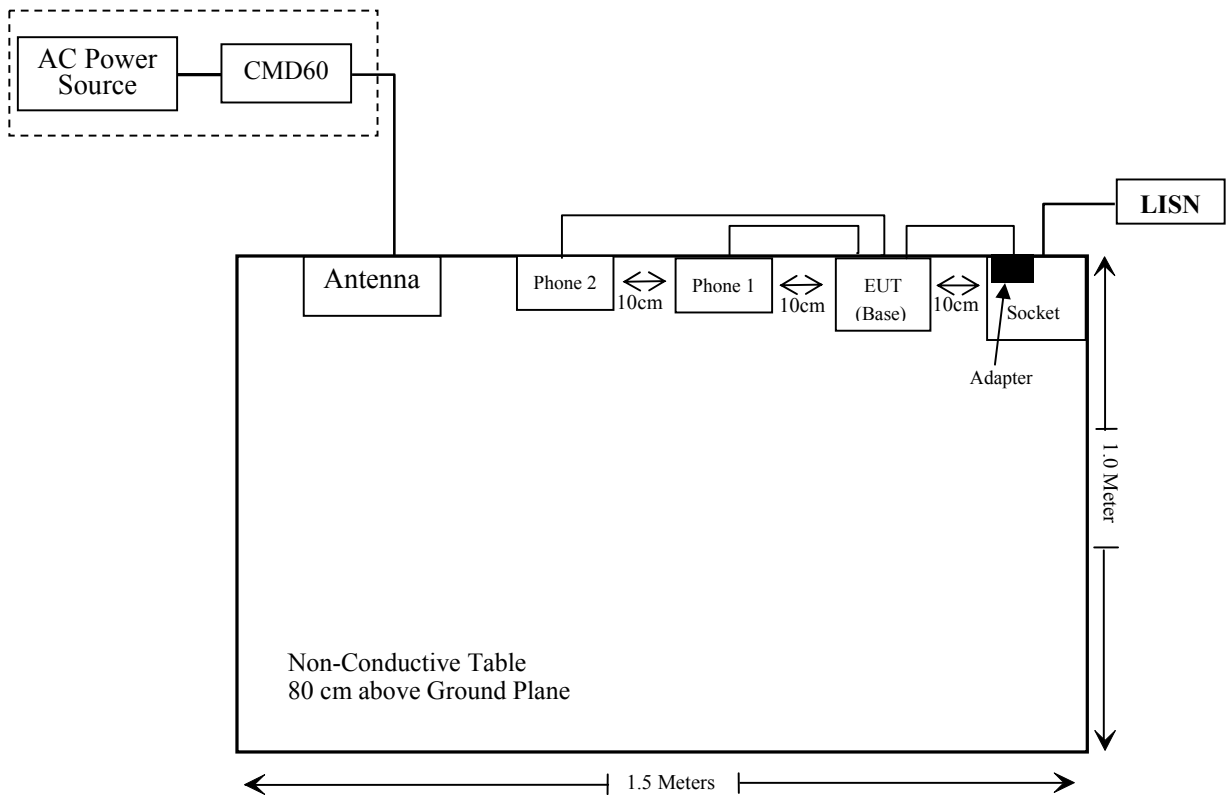 AC Power
Source
CMD60
LISN
Antenna
Phone 2
10cm
Phone 1
10cm
EUT
(Base)
10cm
Socket
Adapter
1.0 Meter
Non-Conductive Table
80 cm above Ground Plane
1.5 Meters